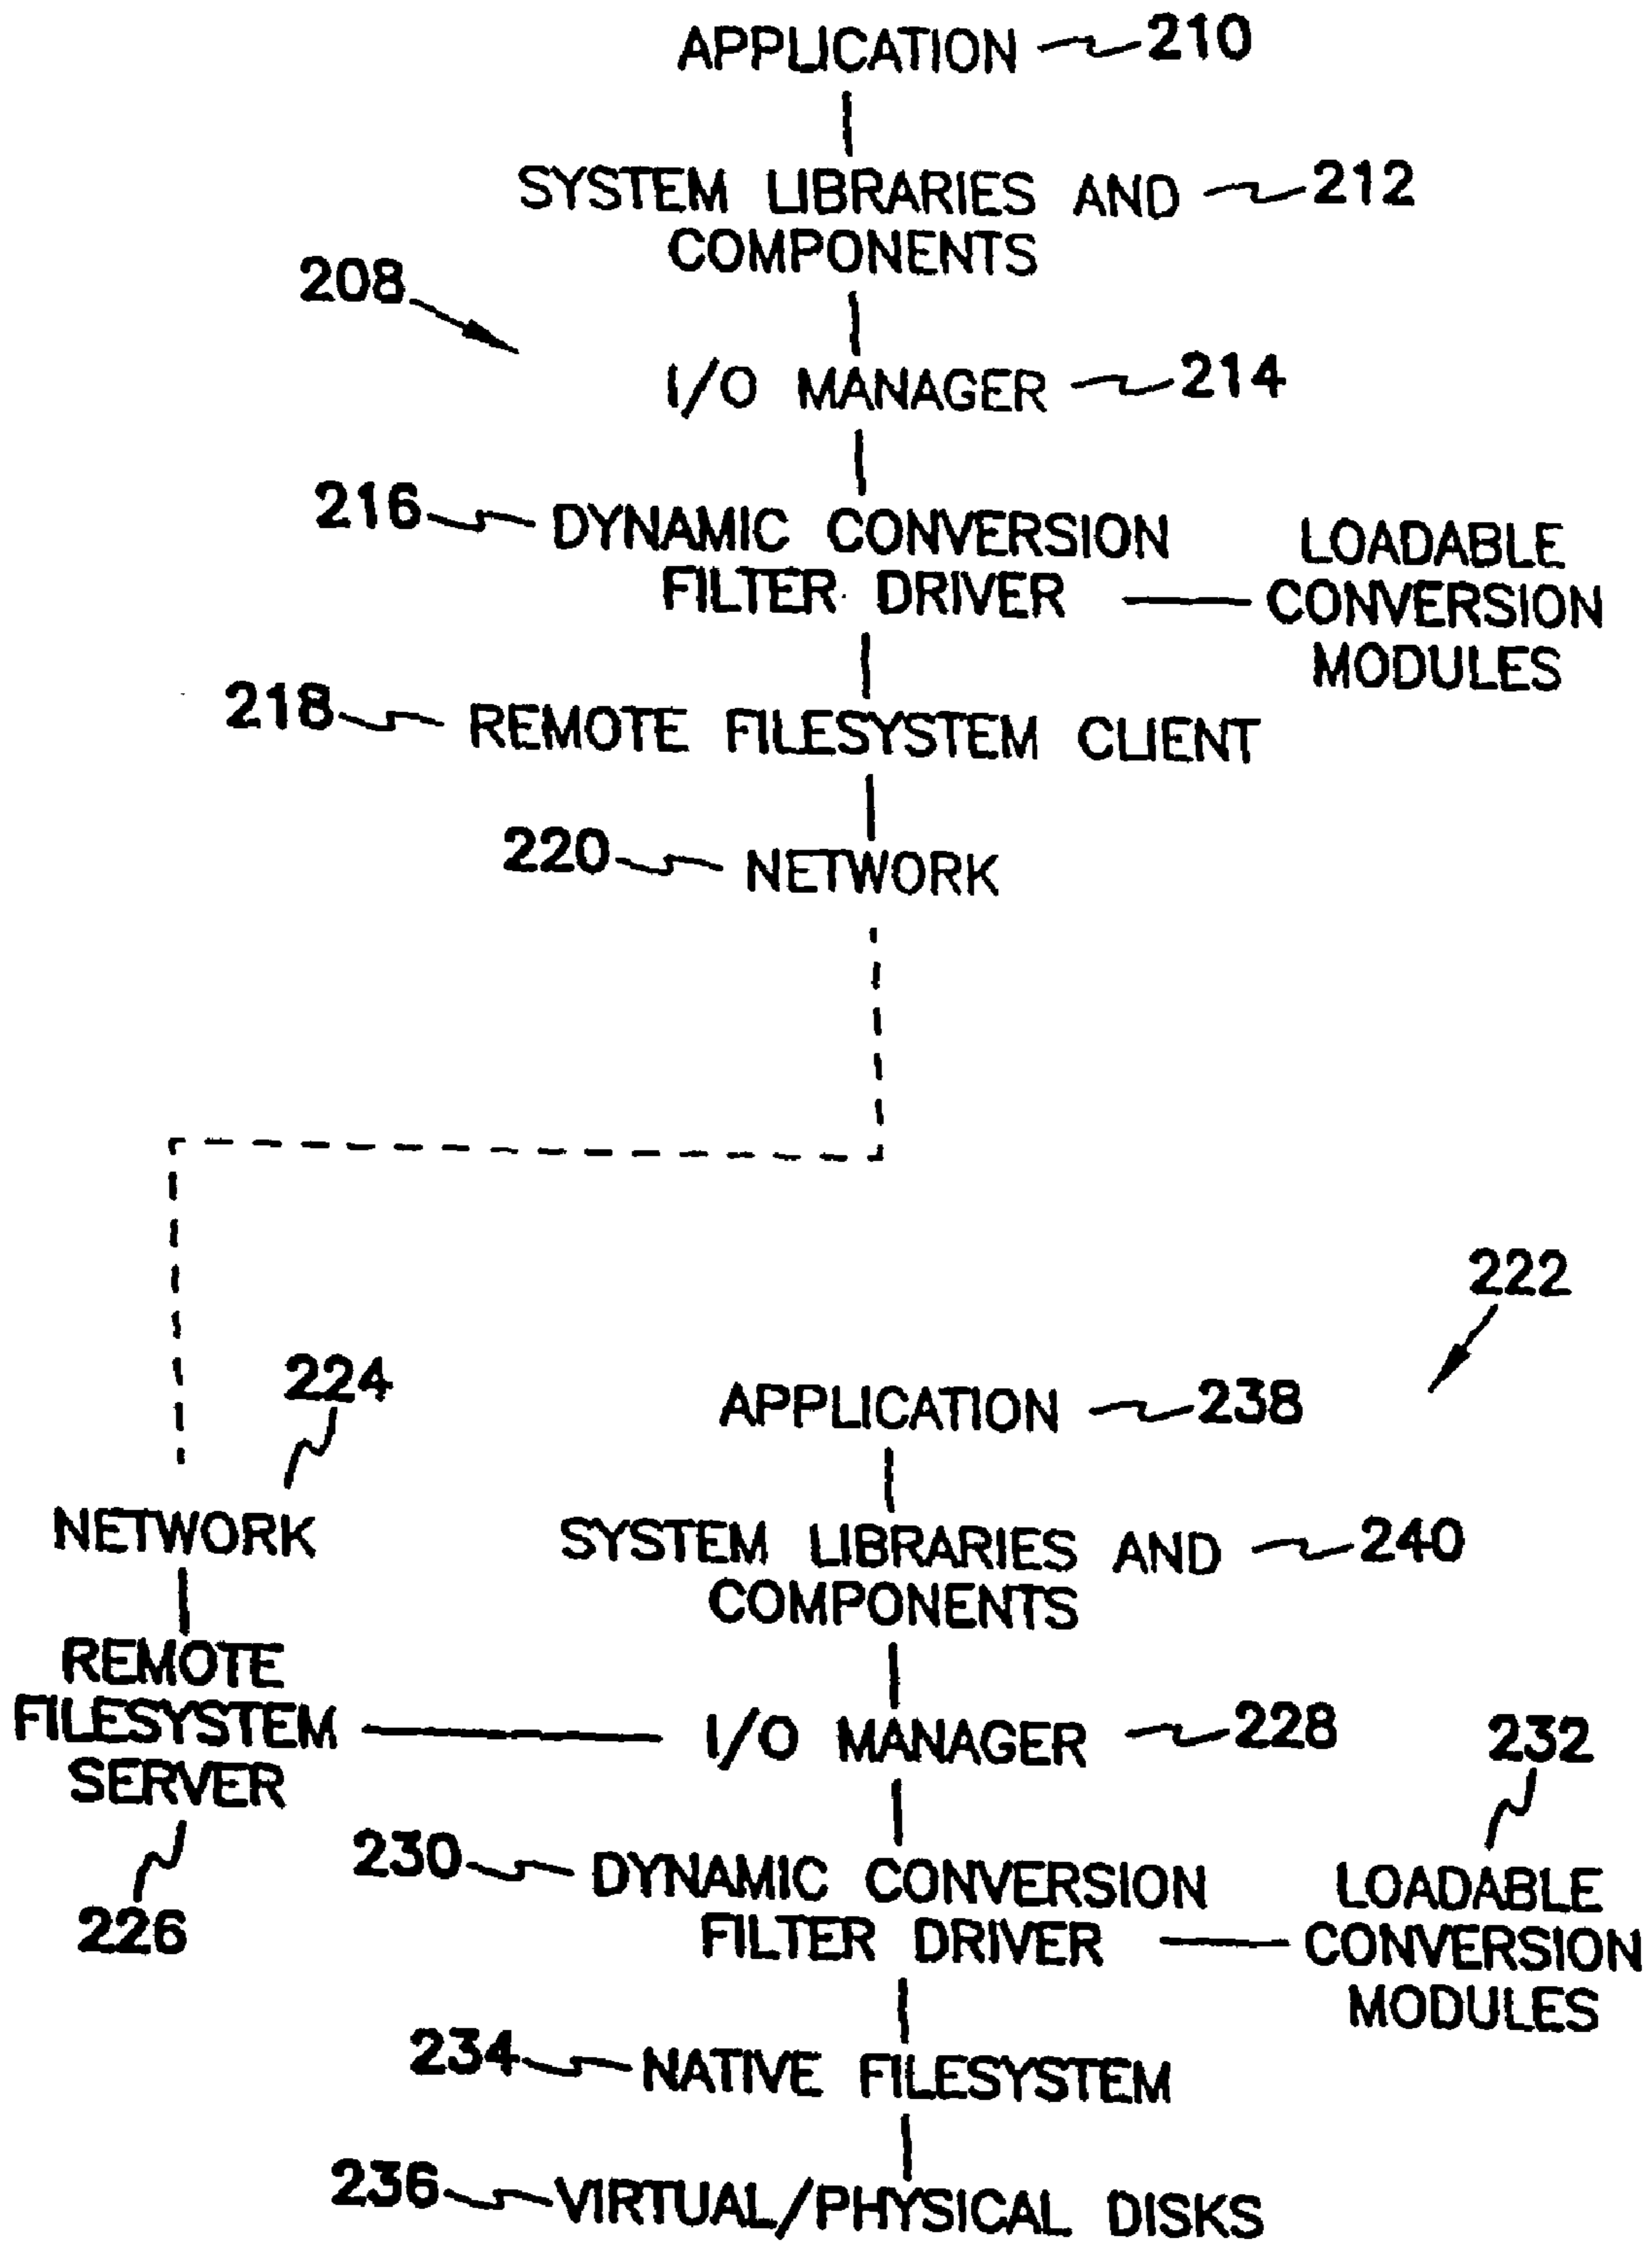 APPLICATION 210
SYSTEM LIBRARIES AND 212
COMPONENTS
208
I/O MANAGER 214
216 DYNAMIC CONVERSION
FILTER DRIVER
LOADABLE
CONVERSION
MODULES
218 REMOTE FILESYSTEM CLIENT
220 NETWORK
222
224
NETWORK
REMOTE
FILESYSTEM
SERVER
226
APPLICATION 238
SYSTEM LIBRARIES AND 240
COMPONENTS
I/O MANAGER 228
232
230 DYNAMIC CONVERSION
FILTER DRIVER
LOADABLE
CONVERSION
MODULES
234 NATIVE FILESYSTEM
236 VIRTUAL/PHYSICAL DISKS